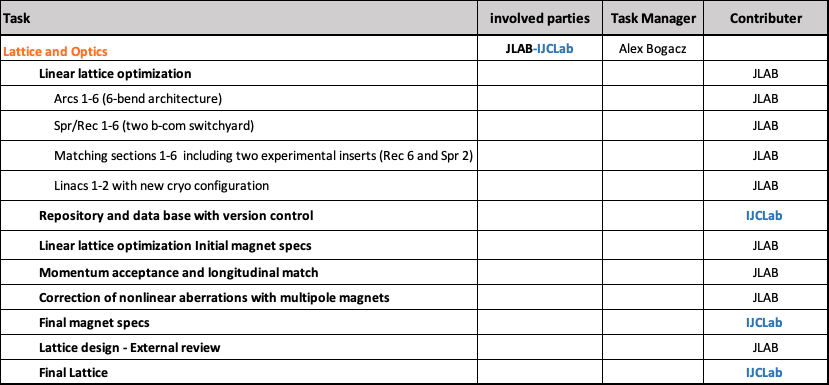 Task involved parties Task Manager Contributer
Lattice and Optics JLAB-IJCLab Alex Bogacz
Linear lattice optimization JLAB
Arcs 1-6 (6-bend architecture) JLAB
Spr/Rec 1-6 (two b-com switchyard) JLAB
Matching sections 1-6 including two experimental inserts (Rec 6 and Spr 2) JLAB
Linacs 1-2 with new cryo configuration JLAB
Repository and data base with version control IJCLab
Linear lattice optimization Initial magnet specs JLAB
Momentum acceptance and longitudinal match JLAB
Correction of nonlinear aberrations with multipole magnets JLAB
Final magnet specs IJCLab
Lattice design - External review JLAB
Final Lattice IJCLab